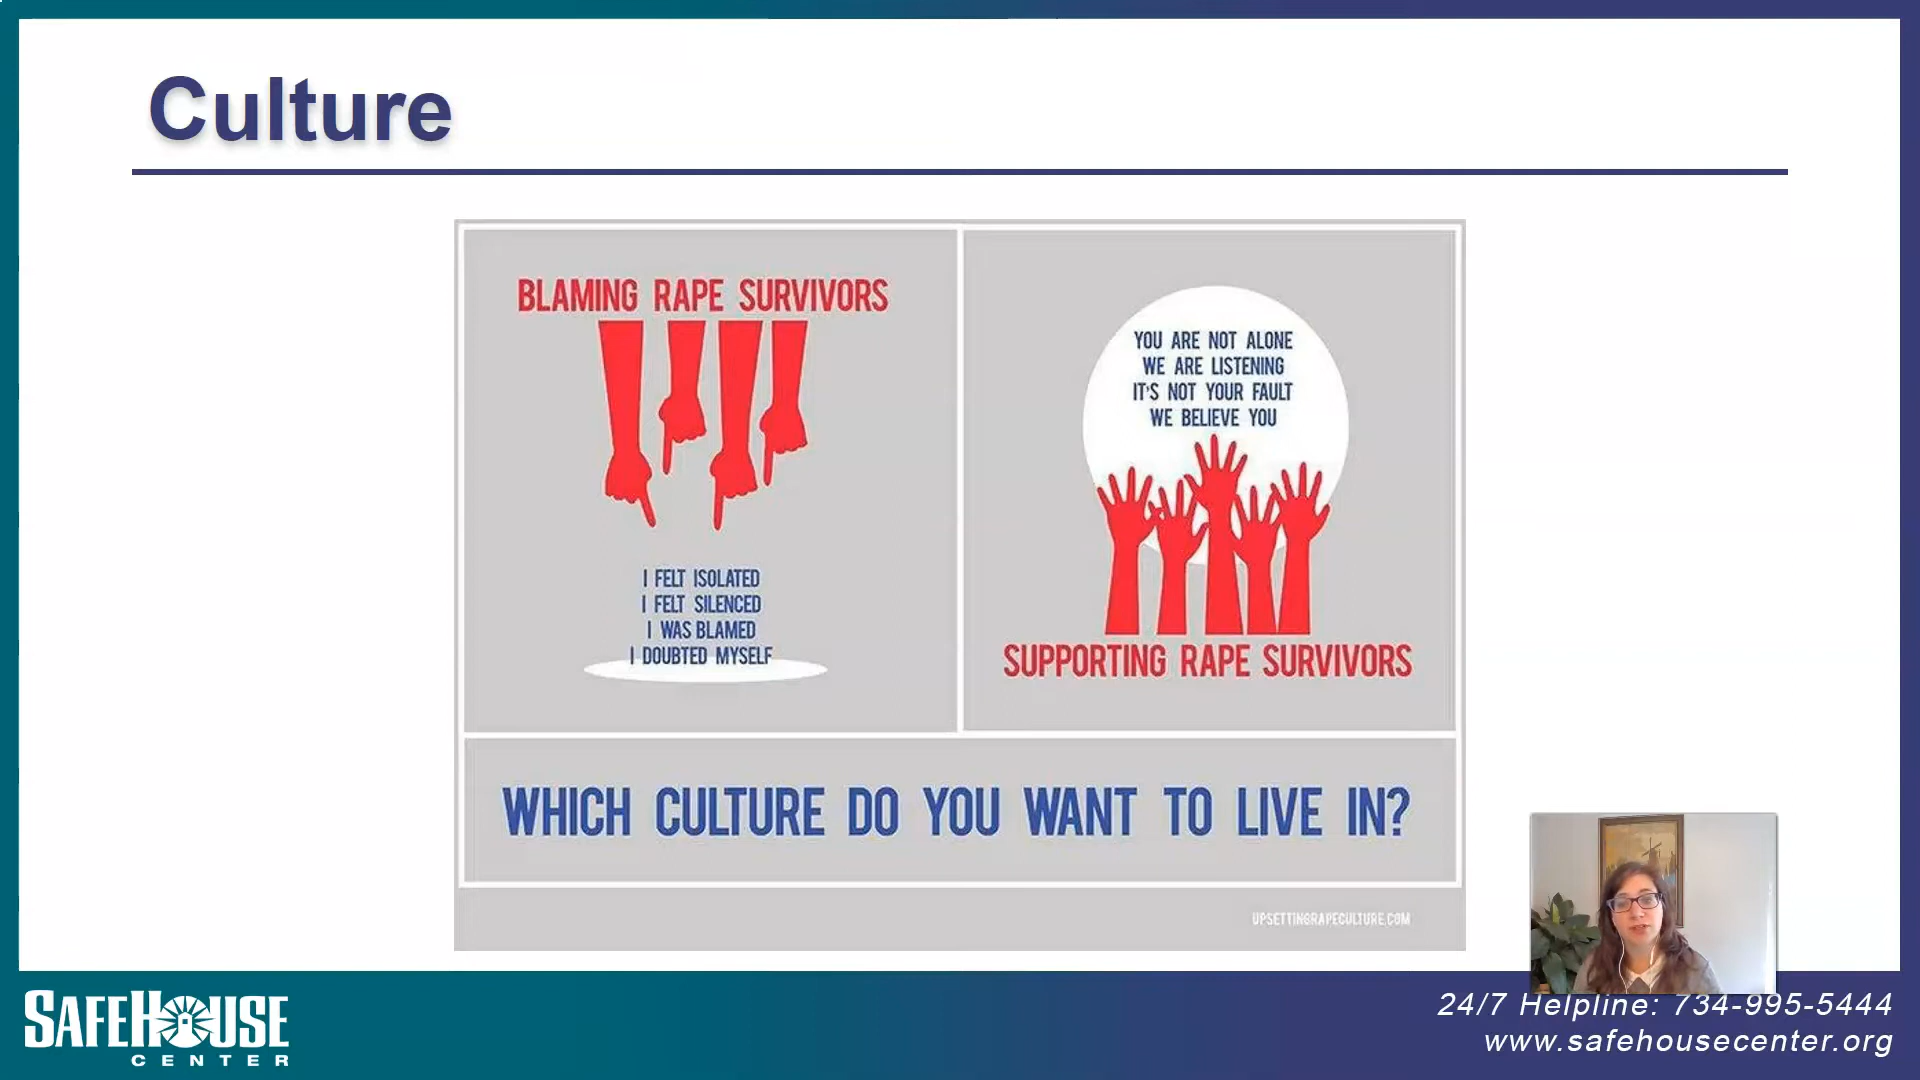 Culture
BLAMING RAPE SURVIVORS
I FELT ISOLATED
I FELT SILENCED
I WAS BLAMED
I DOUBTED MYSELF
YOU ARE NOT ALONE
WE ARE LISTENING
IT'S NOT YOUR FAULT
WE BELIEVE YOU
SUPPORTING RAPE SURVIVORS
WHICH CULTURE DO YOU WANT TO LIVE IN?
UPSETTINGRAPECULTURE.COM
SAFEHOUSE
CENTER
24/7 Helpline: 734-995-5444
www.safehousecenter.org